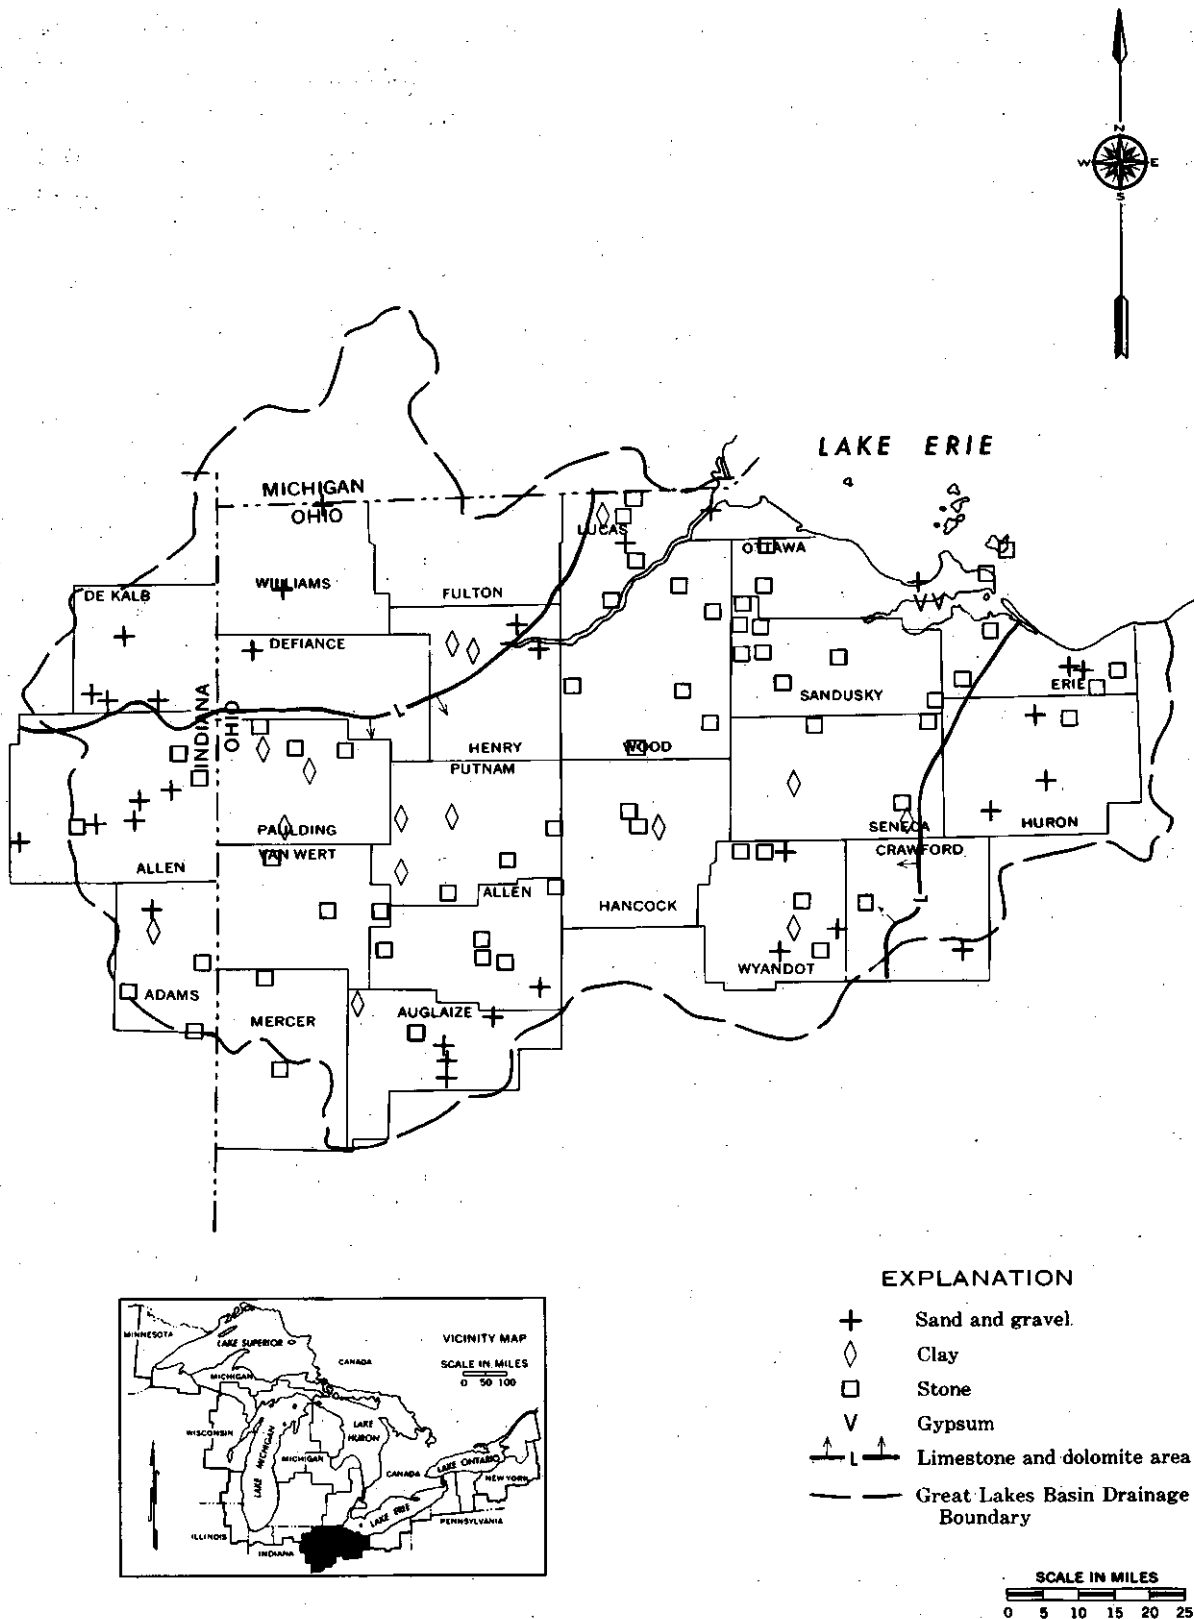 N
W E
S
LAKE ERIE
MICHIGAN
OHIO
LUCAS
OTTAWA
DE KALB
WILLIAMS
FULTON
DEFIANCE
SANDUSKY
ERIE
INDIANA
OHIO
L
HENRY
WOOD
PUTNAM
PAULDING
SENECA
HURON
VAN WERT
CRAWFORD
ALLEN
ALLEN
HANCOCK
L
WYANDOT
ADAMS
MERCER
AUGLAIZE
EXPLANATION
Sand and gravel
Clay
Stone
V Gypsum
L Limestone and dolomite area
Great Lakes Basin Drainage
Boundary
SCALE IN MILES
0 5 10 15 20 25
MINNESOTA
LAKE SUPERIOR
VICINITY MAP
CANADA
SCALE IN MILES
0 50 100
MICHIGAN
WISCONSIN
LAKE
HURON
LAKE MICHIGAN
MICHIGAN
CANADA
LAKE ONTARIO
NEW YORK
LAKE ERIE
PENNSYLVANIA
ILLINOIS
INDIANA